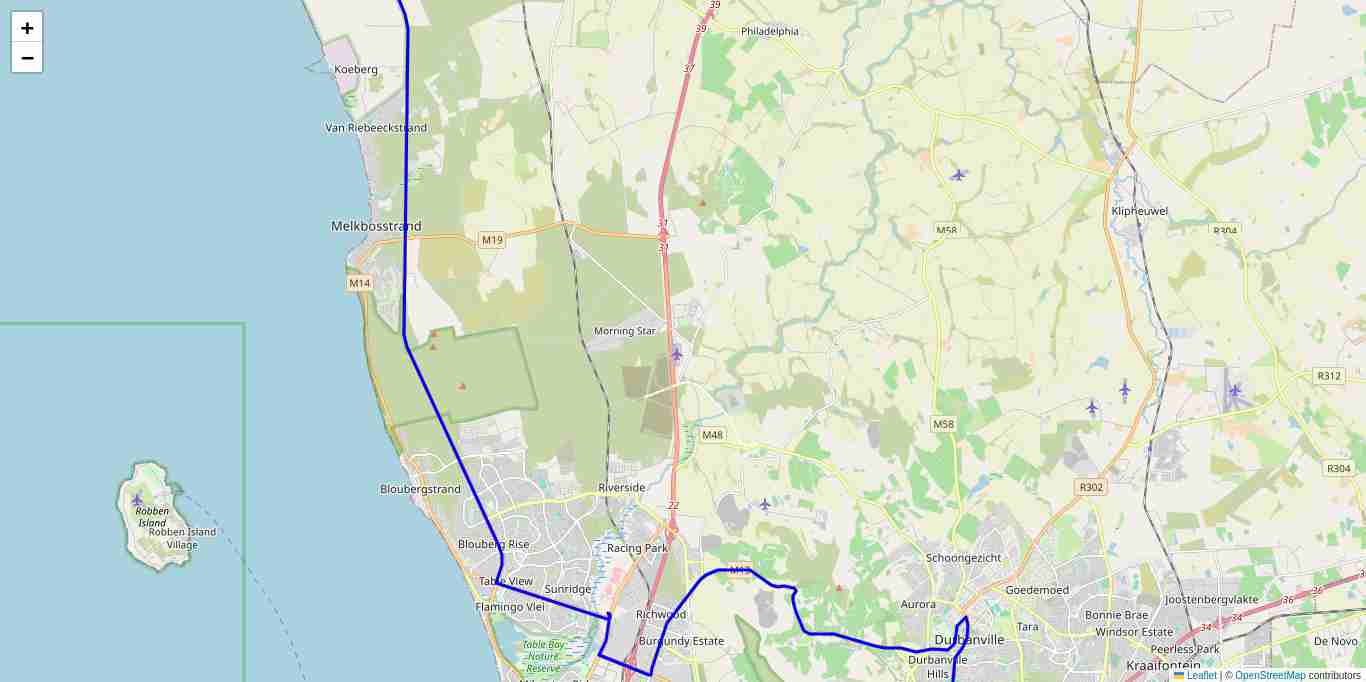 +
−
39
39
Philadelphia
37
Koeberg
Van Riebeeckstrand
Klipheuwel
31
Melkbosstrand
M19
31
M58
R304
M14
Morning Star
R312
M58
M48
R304
Bloubergstrand
Riverside
R302
22
Robben
Island
Robben Island
Village
Blouberg Rise
Racing Park
Schoongezicht
M13
Table View
Sunridge
Goedemoed
Joostenbergvlakte
36
36
Flamingo Vlei
Richwood
Aurora
Bonnie Brae
34
34
Tara
Windsor Estate
Table Bay
Nature
Reserve
Burgundy Estate
Durbanville
Peerless Park
De Novo
Durbanville
Hills
Kraaifontein
Leaflet | © OpenStreetMap contributors